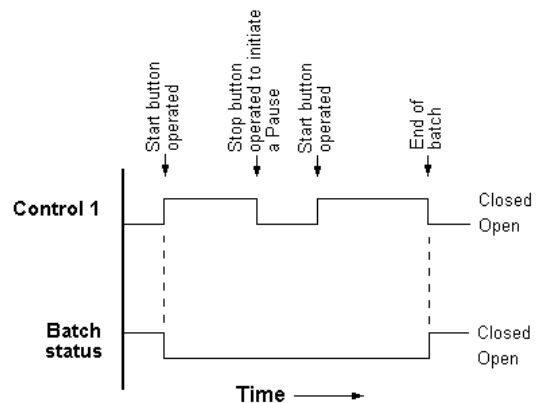 Start button
operated
Stop button
operated to initiate
a Pause
Start button
operated
End of
batch
Control 1
Closed
Open
Batch
status
Closed
Open
Time